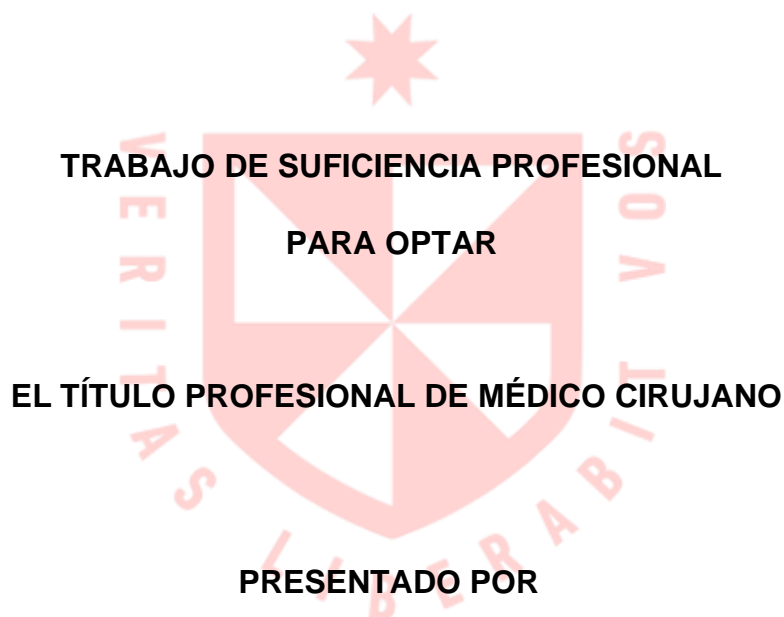 TRABAJO DE SUFICIENCIA PROFESIONAL
PARA OPTAR
EL TÍTULO PROFESIONAL DE MÉDICO CIRUJANO
PRESENTADO POR
VERITAS LIBERABIT VOS